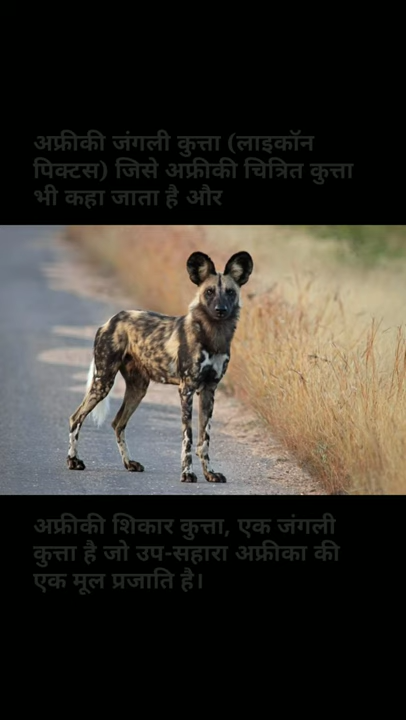 अफ्रीकी जंगली कुत्ता (लाइकॉन
पिक्टस) जिसे अफ्रीकी चित्रित कुत्ता
भी कहा जाता है और
अफ्रीकी शिकार कुत्ता, एक जंगली
कुत्ता है जो उप-सहारा अफ्रीका की
एक मूल प्रजाति है।